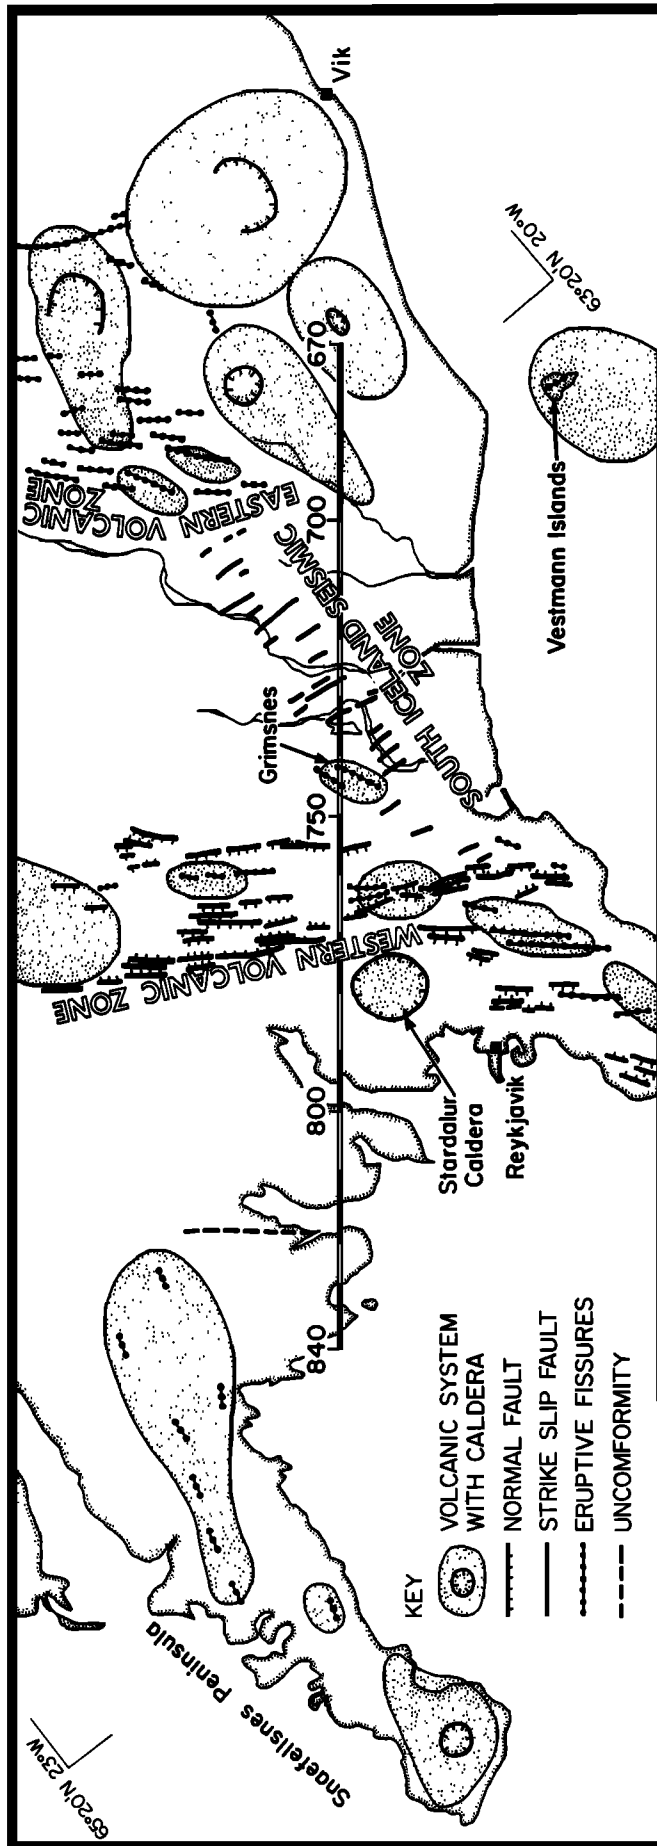 65°20'N 23°W
Snaefellsnes Peninsula
KEY
VOLCANIC SYSTEM
WITH CALDERA
NORMAL FAULT
STRIKE SLIP FAULT
ERUPTIVE FISSURES
UNCOMFORMITY
840
800
750
700
670
Stardalur
Caldera
Reykjavik
WESTERN VOLCANIC ZONE
Grimsnes
SOUTH ICELAND SEISMIC
ZONE
EASTERN VOLCANIC
ZONE
Vestmann Islands
63°20'N 20°W
Vik